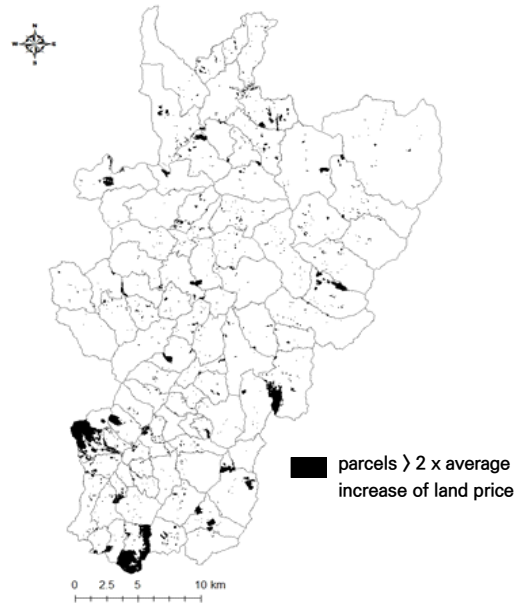 N
W E
S
parcels 〉 2 x average
increase of land price
0 2.5 5 10 km